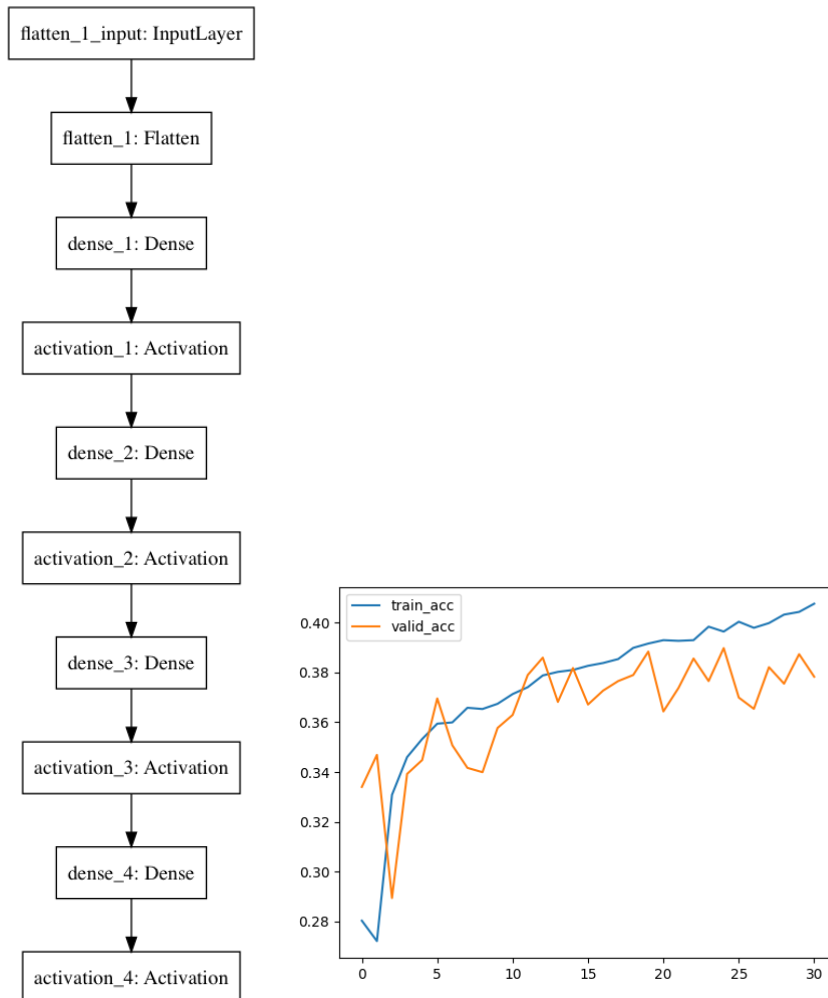 flatten_1_input: InputLayer
flatten_1: Flatten
dense_1: Dense
activation_1: Activation
dense_2: Dense
activation_2: Activation
dense_3: Dense
activation_3: Activation
dense_4: Dense
activation_4: Activation
train_acc
valid_acc
0.40
0.38
0.36
0.34
0.32
0.30
0.28
0 5 10 15 20 25 30